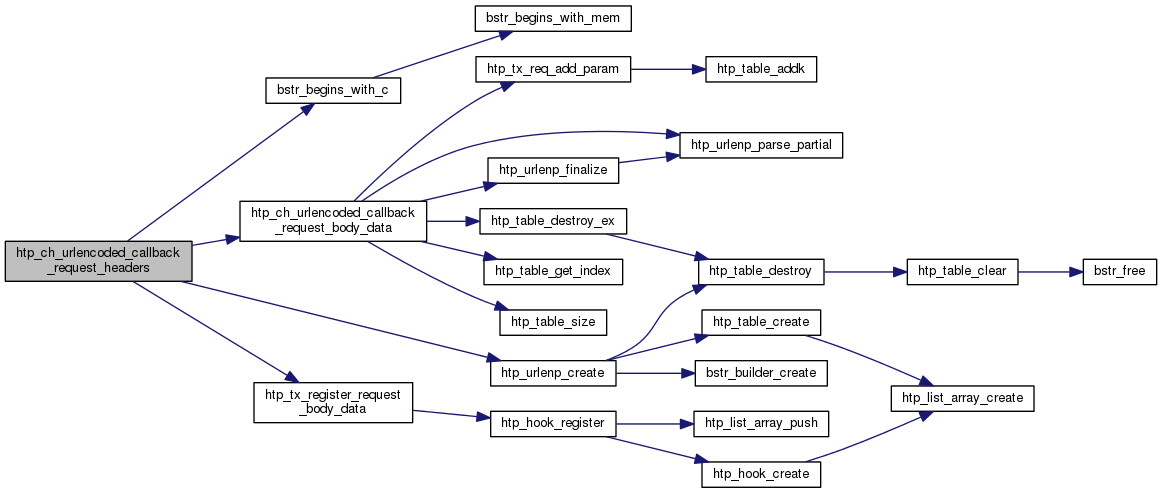 bstr_begins_with_mem
htp_tx_req_add_param
htp_table_addk
bstr_begins_with_c
htp_urlenp_parse_partial
htp_urlenp_finalize
htp_ch_urlencoded_callback
_request_body_data
htp_table_destroy_ex
htp_ch_urlencoded_callback
_request_headers
htp_table_get_index
htp_table_destroy
htp_table_clear
bstr_free
htp_table_size
htp_table_create
htp_urlenp_create
bstr_builder_create
htp_tx_register_request
_body_data
htp_list_array_create
htp_hook_register
htp_list_array_push
htp_hook_create